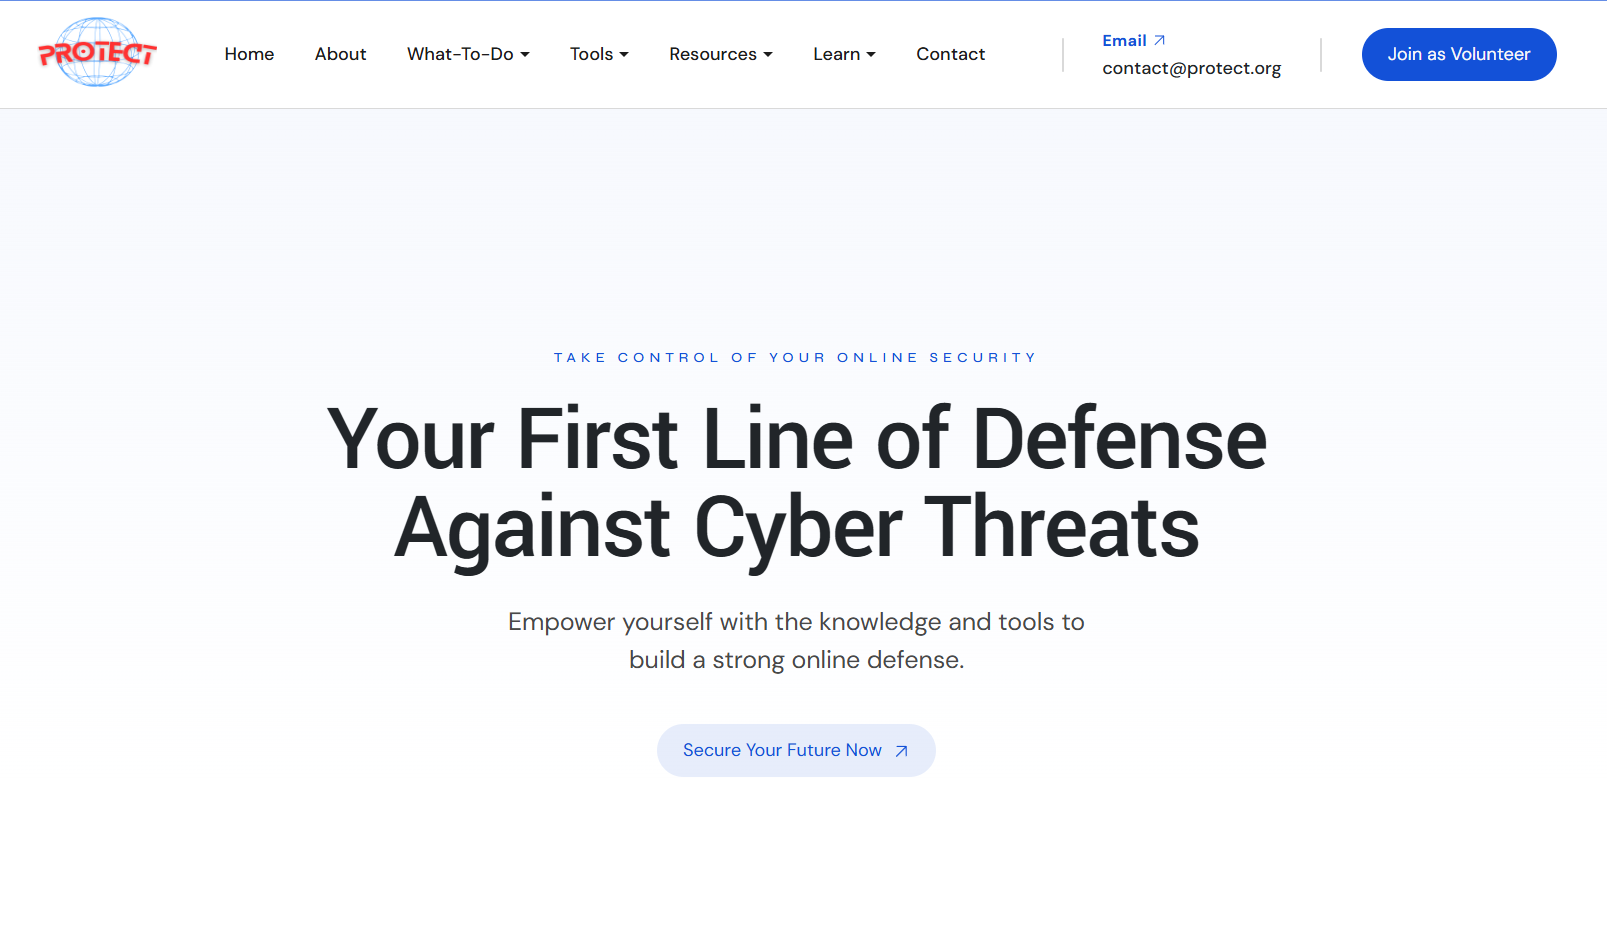 PROTECT
Home
About
What-To-Do
Tools
Resources
Learn
Contact
Email
contact@protect.org
Join as Volunteer
TAKE CONTROL OF YOUR ONLINE SECURITY
Your First Line of Defense
Against Cyber Threats
Empower yourself with the knowledge and tools to
build a strong online defense.
Secure Your Future Now